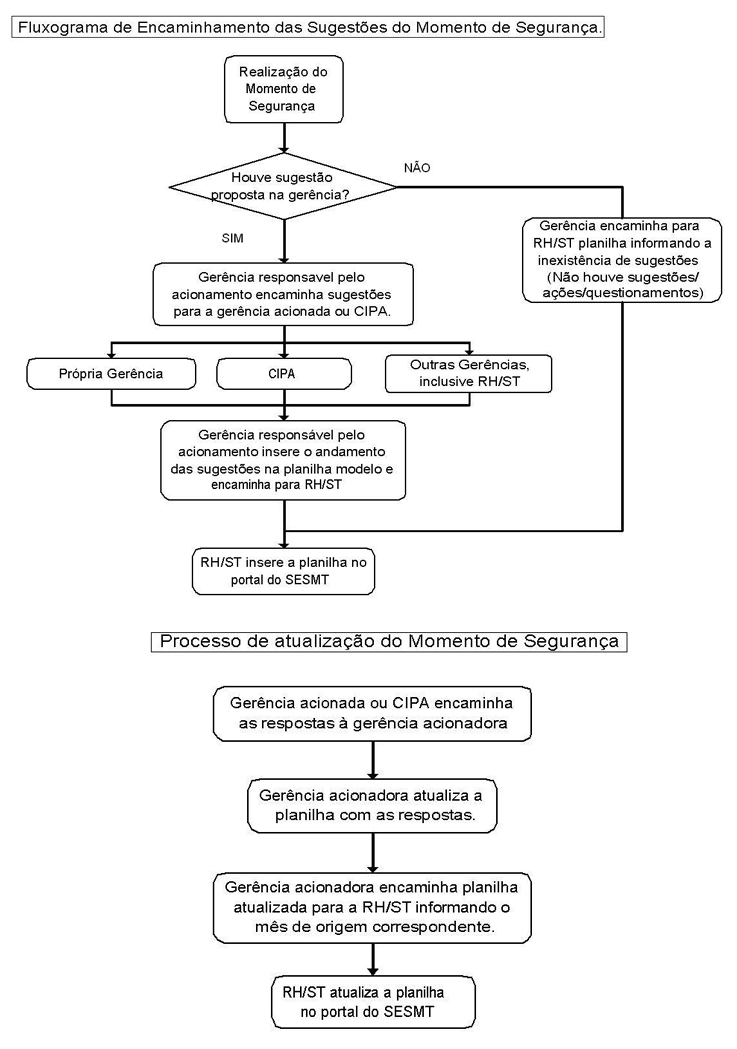 Fluxograma de Encaminhamento das Sugestões do Momento de Segurança.
Realização do
Momento de
Segurança
Houve sugestão
proposta na gerência?
NÃO
SIM
Gerência encaminha para
RH/ST planilha informando a
inexistência de sugestões
(Não houve sugestões/
ações/questionamentos)
Gerência responsavel pelo
acionamento encaminha sugestões
para a gerência acionada ou CIPA.
Própria Gerência
CIPA
Outras Gerências,
inclusive RH/ST
Gerência responsável pelo
acionamento insere o andamento
das sugestões na planilha modelo e
encaminha para RH/ST
RH/ST insere a planilha no
portal do SESMT
Processo de atualização do Momento de Segurança
Gerência acionada ou CIPA encaminha
as respostas à gerência acionadora
Gerência acionadora atualiza a
planilha com as respostas.
Gerência acionadora encaminha planilha
atualizada para a RH/ST informando o
mês de origem correspondente.
RH/ST atualiza a planilha
no portal do SESMT